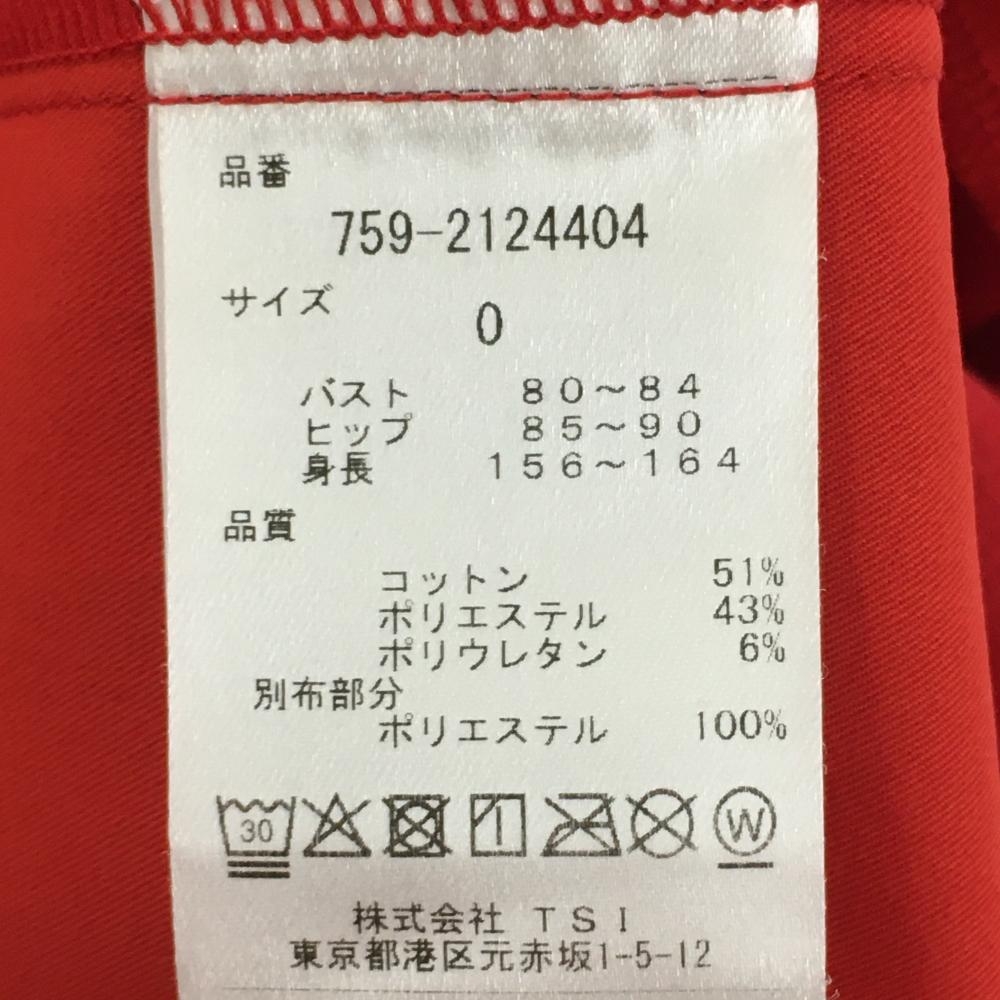 品番
759-2124404
サイズ
0
バスト 80～84
ヒップ 85～90
身長 156～164
品質
コットン 51%
ポリエステル 43%
ポリウレタン 6%
別布部分
ポリエステル 100%
30 W
株式会社 TSI
東京都港区元赤坂1-5-12